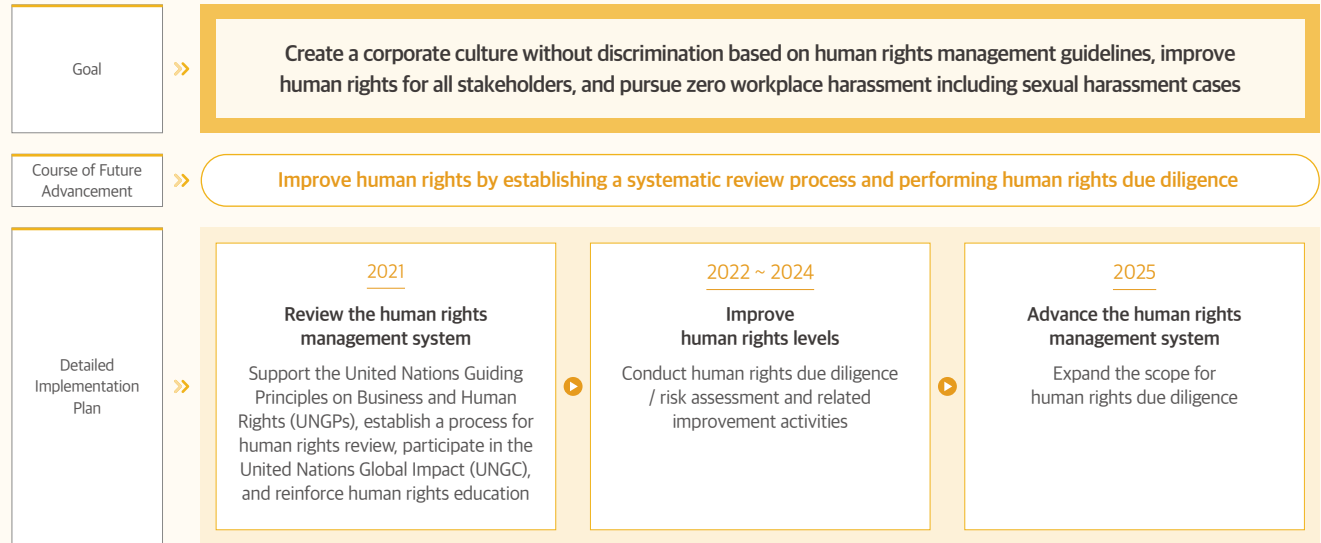 Goal
Create a corporate culture without discrimination based on human rights management guidelines, improve
human rights for all stakeholders, and pursue zero workplace harassment including sexual harassment cases
Course of Future
Advancement
Improve human rights by establishing a systematic review process and performing human rights due diligence
Detailed
Implementation
Plan
2021
Review the human rights
management system
Support the United Nations Guiding
Principles on Business and Human
Rights (UNGPs), establish a process for
human rights review, participate in the
United Nations Global Impact (UNGC),
and reinforce human rights education
2022 ~ 2024
Improve
human rights levels
Conduct human rights due diligence
/ risk assessment and related
improvement activities
2025
Advance the human rights
management system
Expand the scope for
human rights due diligence